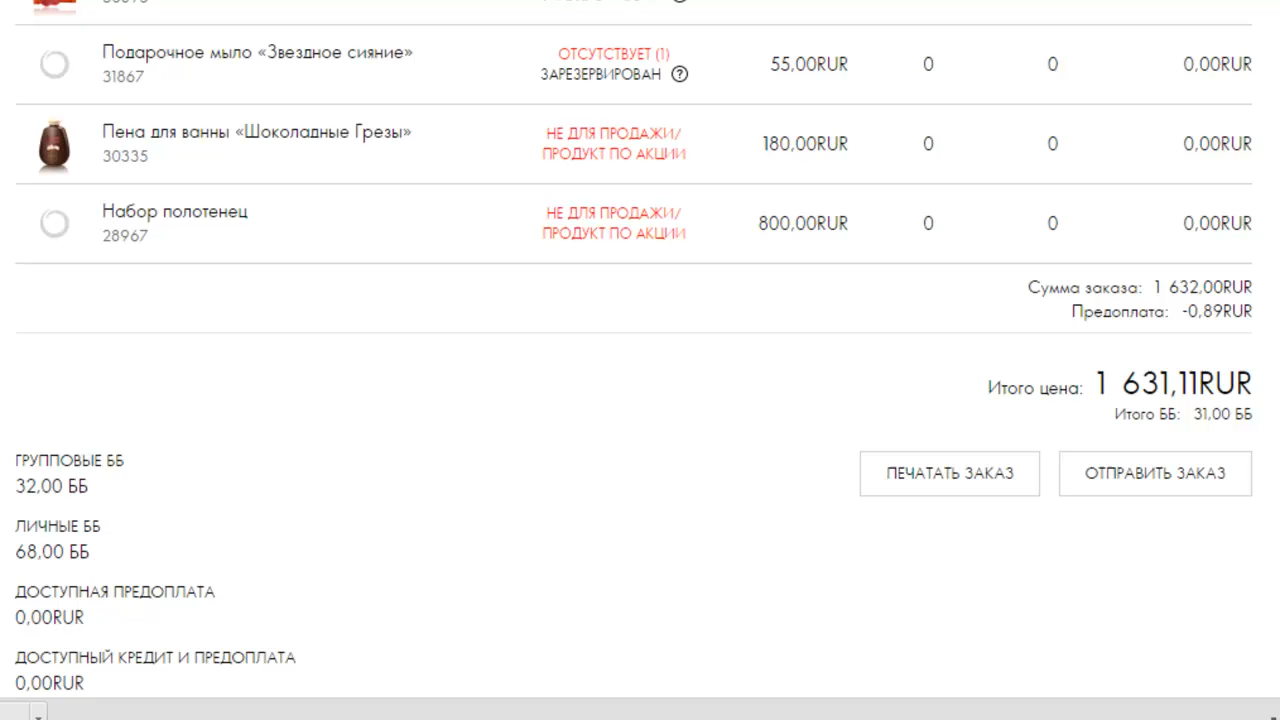 Подарочное мыло «Звездное сияние»
31867
ОТСУТСТВУЕТ (1)
ЗАРЕЗЕРВИРОВАН ?
55,00RUR 0 0 0,00RUR
Пена для ванны «Шоколадные Грезы»
30335
НЕ ДЛЯ ПРОДАЖИ/
ПРОДУКТ ПО АКЦИИ
180,00RUR 0 0 0,00RUR
Набор полотенец
28967
НЕ ДЛЯ ПРОДАЖИ/
ПРОДУКТ ПО АКЦИИ
800,00RUR 0 0 0,00RUR
Сумма заказа: 1 632,00RUR
Предоплата: -0,89RUR
Итого цена: 1 631,11RUR
Итого ББ: 31,00 ББ
ГРУППОВЫЕ ББ
32,00 ББ
ПЕЧАТАТЬ ЗАКАЗ ОТПРАВИТЬ ЗАКАЗ
ЛИЧНЫЕ ББ
68,00 ББ
ДОСТУПНАЯ ПРЕДОПЛАТА
0,00RUR
ДОСТУПНЫЙ КРЕДИТ И ПРЕДОПЛАТА
0,00RUR